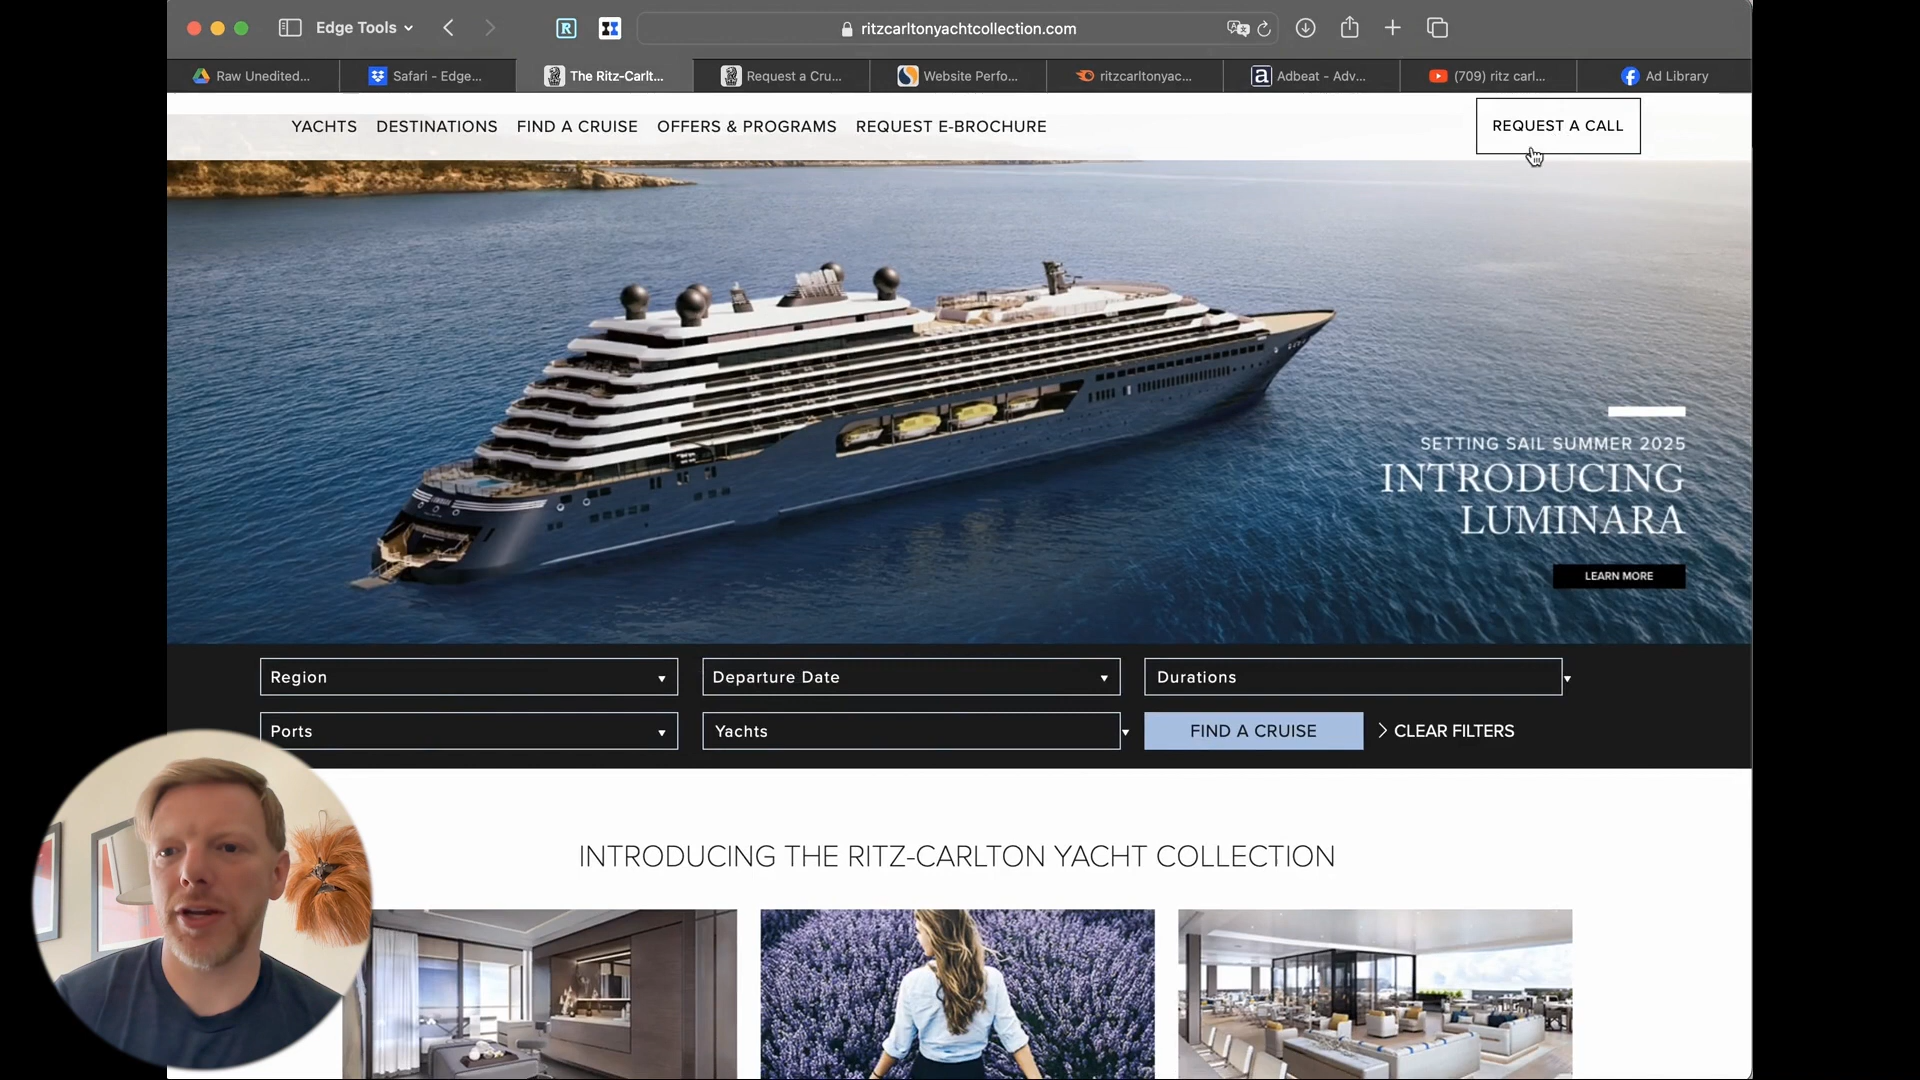 Edge Tools
ritzcarltonyachtcollection.com
Raw Unedited...
Safari - Edge...
The Ritz-Carlt...
Request a Cru...
Website Perfo...
ritzcarltonyac...
Adbeat - Adv...
(709) ritz carl...
Ad Library
YACHTS DESTINATIONS FIND A CRUISE OFFERS & PROGRAMS REQUEST E-BROCHURE
REQUEST A CALL
SETTING SAIL SUMMER 2025
INTRODUCING
LUMINARA
LEARN MORE
Region
Departure Date
Durations
Ports
Yachts
FIND A CRUISE
CLEAR FILTERS
INTRODUCING THE RITZ-CARLTON YACHT COLLECTION